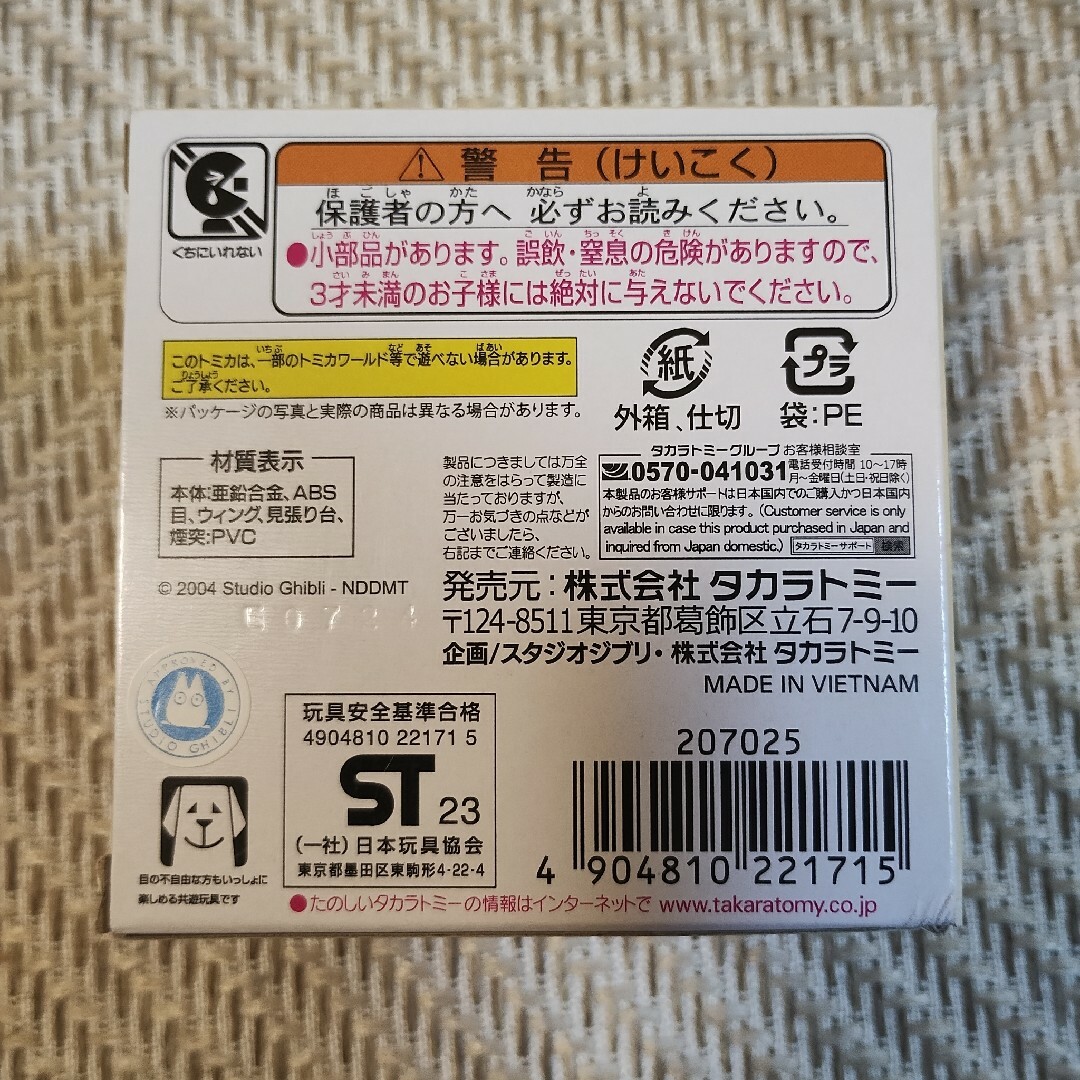 くちにいれない
⚠ 警 告 (けいこく)
保護者の方へ 必ずお読みください。
●小部品があります。誤飲・窒息の危険がありますので、
3才未満のお子様には絶対に与えないでください。
このトミカは、一部のトミカワールド等で遊べない場合があります。
ご了承ください。
※パッケージの写真と実際の商品は異なる場合があります。
紙
外箱、仕切
プラ
袋:PE
材質表示
本体:亜鉛合金、ABS
目、ウィング、見張り台、
煙突:PVC
製品につきましては万全
の注意をはらって製造に
当たっておりますが、
万一お気づきの点などが
ございましたら、
右記までご連絡ください。
タカラトミーグループ お客様相談室
0570-041031 電話受付時間 10〜17時
月〜金曜日(土日・祝日除く)
本製品のお客様サポートは日本国内でのご購入かつ日本国内
からのお問い合わせに限ります。(Customer service is only
available in case this product purchased in Japan and
inquired from Japan domestic.) タカラトミーサポート 検索
© 2004 Studio Ghibli - NDDMT
発売元:株式会社 タカラトミー
〒124-8511 東京都葛飾区立石7-9-10
企画/スタジオジブリ・株式会社 タカラトミー
MADE IN VIETNAM
APPROVED BY STUDIO GHIBLI
目の不自由な方もいっしょに
楽しめる共遊玩具です
玩具安全基準合格
4904810 22171 5
ST 23
(一社)日本玩具協会
東京都墨田区東駒形4-22-4
207025
4 904810 221715
●たのしいタカラトミーの情報はインターネットで www.takaratomy.co.jp